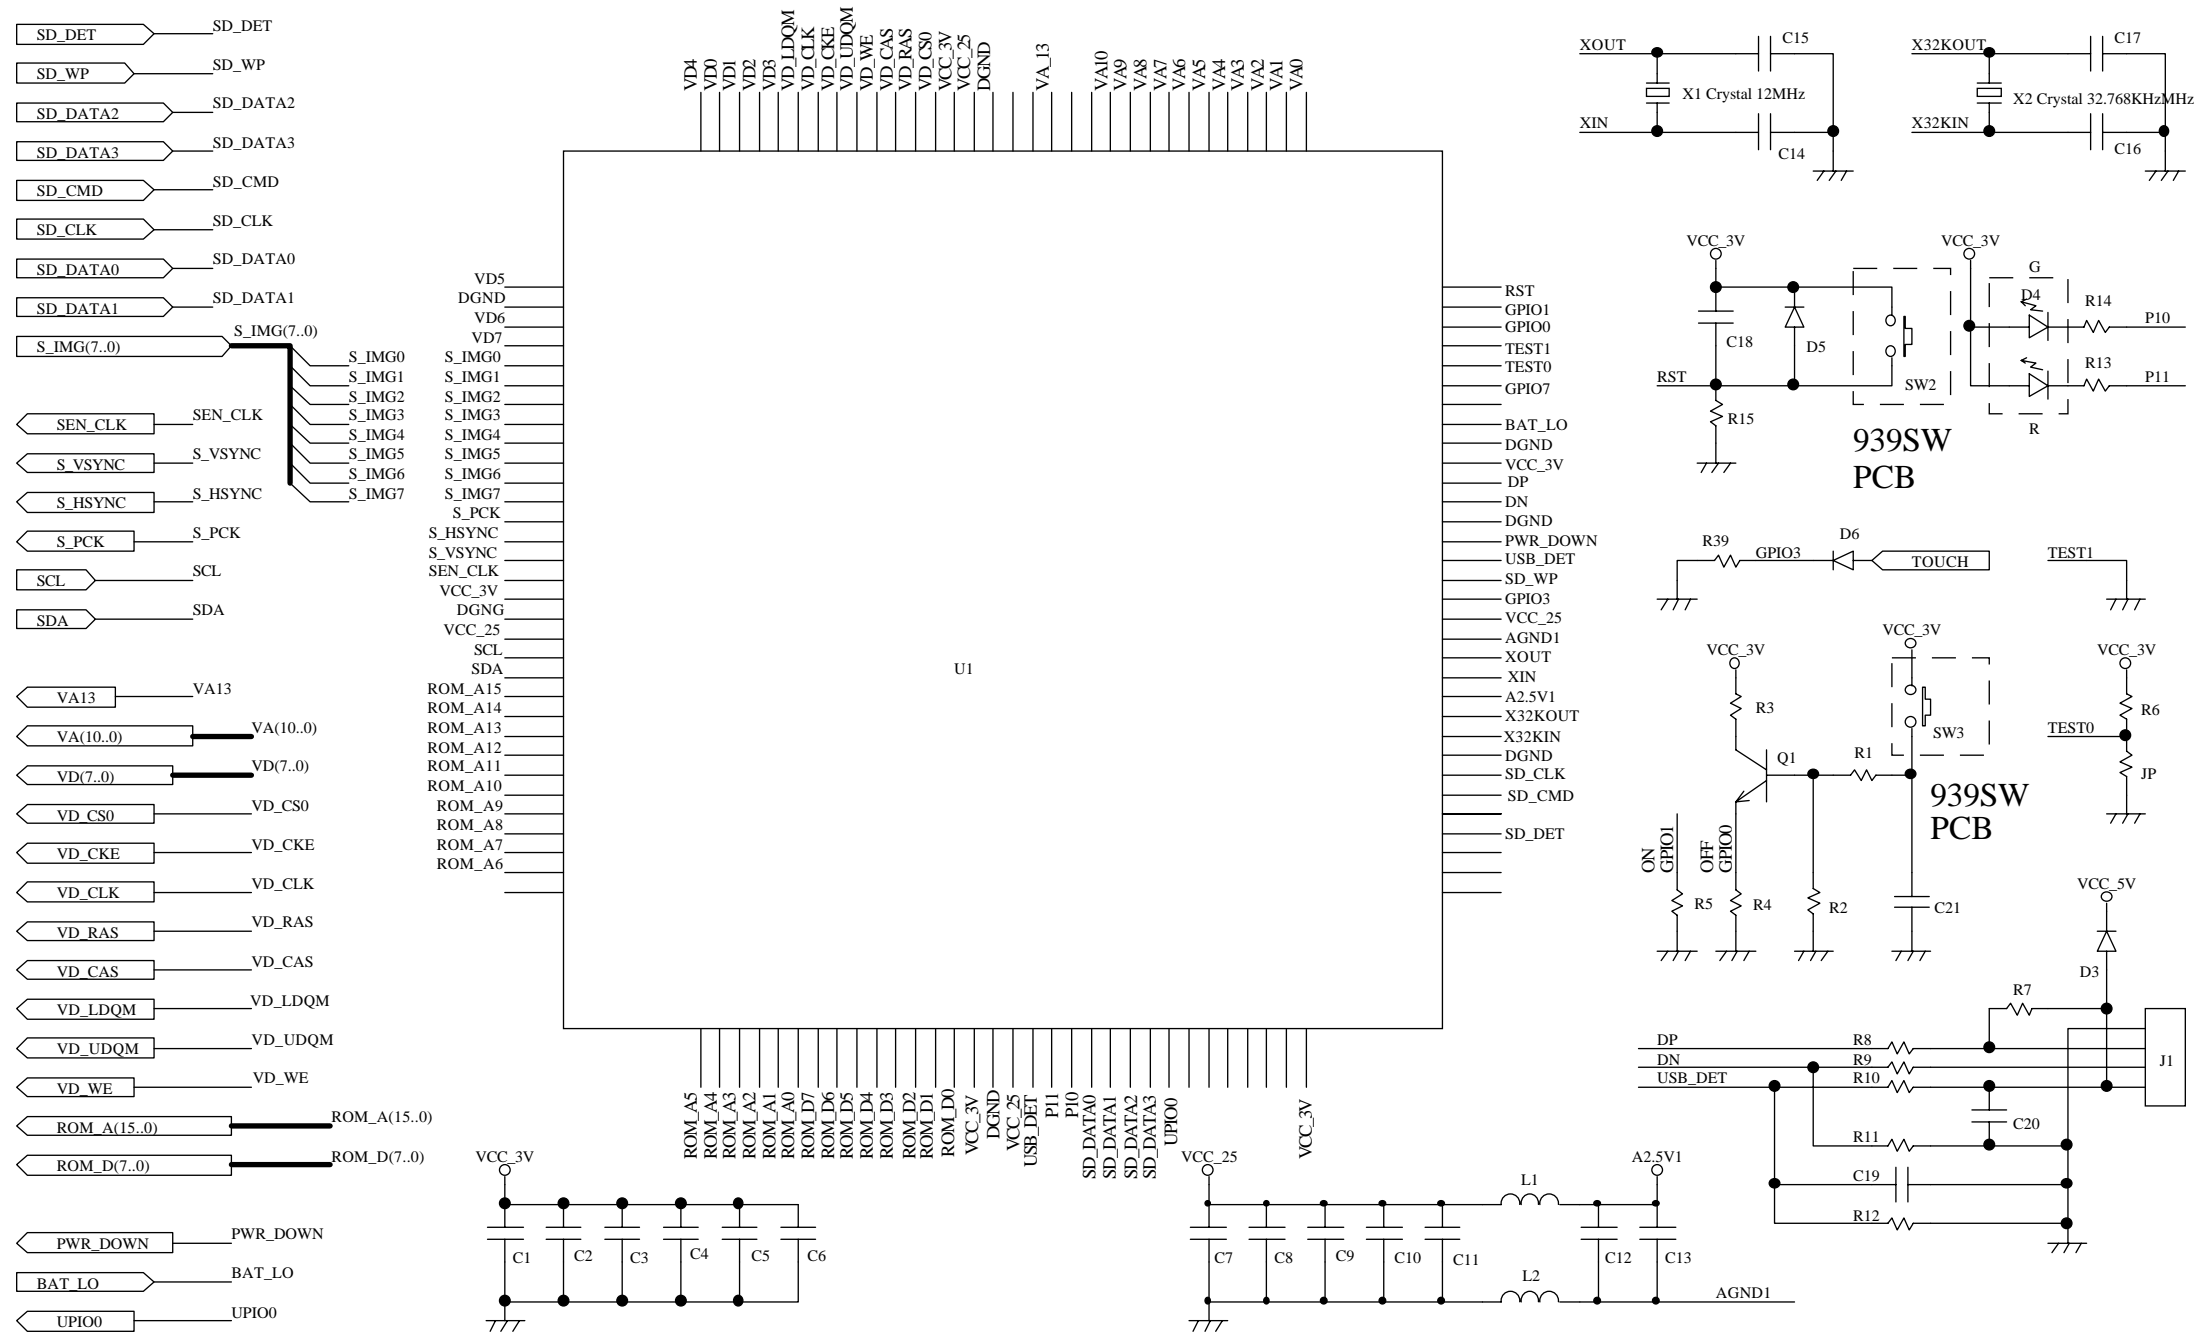 SD_DET
SD_DET
SD_WP
SD_WP
SD_DATA2
SD_DATA2
SD_DATA3
SD_DATA3
SD_CMD
SD_CMD
SD_CLK
SD_CLK
SD_DATA0
SD_DATA0
SD_DATA1
SD_DATA1
S_IMG(7..0)
S_IMG(7..0)
S_IMG0
S_IMG1
S_IMG2
S_IMG3
S_IMG4
S_IMG5
S_IMG6
S_IMG7
SEN_CLK
SEN_CLK
S_VSYNC
S_VSYNC
S_HSYNC
S_HSYNC
S_PCK
S_PCK
SCL
SCL
SDA
SDA
VA13
VA13
VA(10..0)
VA(10..0)
VD(7..0)
VD(7..0)
VD_CS0
VD_CS0
VD_CKE
VD_CKE
VD_CLK
VD_CLK
VD_RAS
VD_RAS
VD_CAS
VD_CAS
VD_LDQM
VD_LDQM
VD_UDQM
VD_UDQM
VD_WE
VD_WE
ROM_A(15..0)
ROM_A(15..0)
ROM_D(7..0)
ROM_D(7..0)
PWR_DOWN
PWR_DOWN
BAT_LO
BAT_LO
UPIO0
UPIO0
VD4
VD0
VD1
VD2
VD3
VD_LDQM
VD_CLK
VD_CKE
VD_UDQM
VD_WE
VD_CAS
VD_RAS
VD_CS0
VCC_3V
VCC_25
DGND
VA_13
VA10
VA9
VA8
VA7
VA6
VA5
VA4
VA3
VA2
VA1
VA0
VD5
DGND
VD6
VD7
S_IMG0
S_IMG1
S_IMG2
S_IMG3
S_IMG4
S_IMG5
S_IMG6
S_IMG7
S_PCK
S_HSYNC
S_VSYNC
SEN_CLK
VCC_3V
DGNG
VCC_25
SCL
SDA
ROM_A15
ROM_A14
ROM_A13
ROM_A12
ROM_A11
ROM_A10
ROM_A9
ROM_A8
ROM_A7
ROM_A6
U1
RST
GPIO1
GPIO0
TEST1
TEST0
GPIO7
BAT_LO
DGND
VCC_3V
DP
DN
DGND
PWR_DOWN
USB_DET
SD_WP
GPIO3
VCC_25
AGND1
XOUT
XIN
A2.5V1
X32KOUT
X32KIN
DGND
SD_CLK
SD_CMD
SD_DET
ROM_A5
ROM_A4
ROM_A3
ROM_A2
ROM_A1
ROM_A0
ROM_D7
ROM_D6
ROM_D5
ROM_D4
ROM_D3
ROM_D2
ROM_D1
ROM_D0
VCC_3V
DGND
VCC_25
USB_DET
P11
P10
SD_DATA0
SD_DATA1
SD_DATA2
SD_DATA3
UPIO0
VCC_3V
VCC_3V
C1
C2
C3
C4
C5
C6
VCC_25
L1
A2.5V1
C7
C8
C9
C10
C11
C12
C13
L2
AGND1
XOUT
C15
X1 Crystal 12MHz
XIN
C14
X32KOUT
C17
X2 Crystal 32.768KHzMHz
X32KIN
C16
VCC_3V
C18
D5
SW2
RST
R15
939SW
PCB
VCC_3V
G
D4
R14
P10
R13
P11
R
R39
GPIO3
D6
TOUCH
TEST1
VCC_3V
R3
Q1
R1
VCC_3V
SW3
939SW
PCB
VCC_3V
R6
TEST0
JP
ON
GPIO1
OFF
GPIO0
R5
R4
R2
C21
VCC_5V
D3
R7
DP
R8
DN
R9
USB_DET
R10
J1
C20
R11
C19
R12